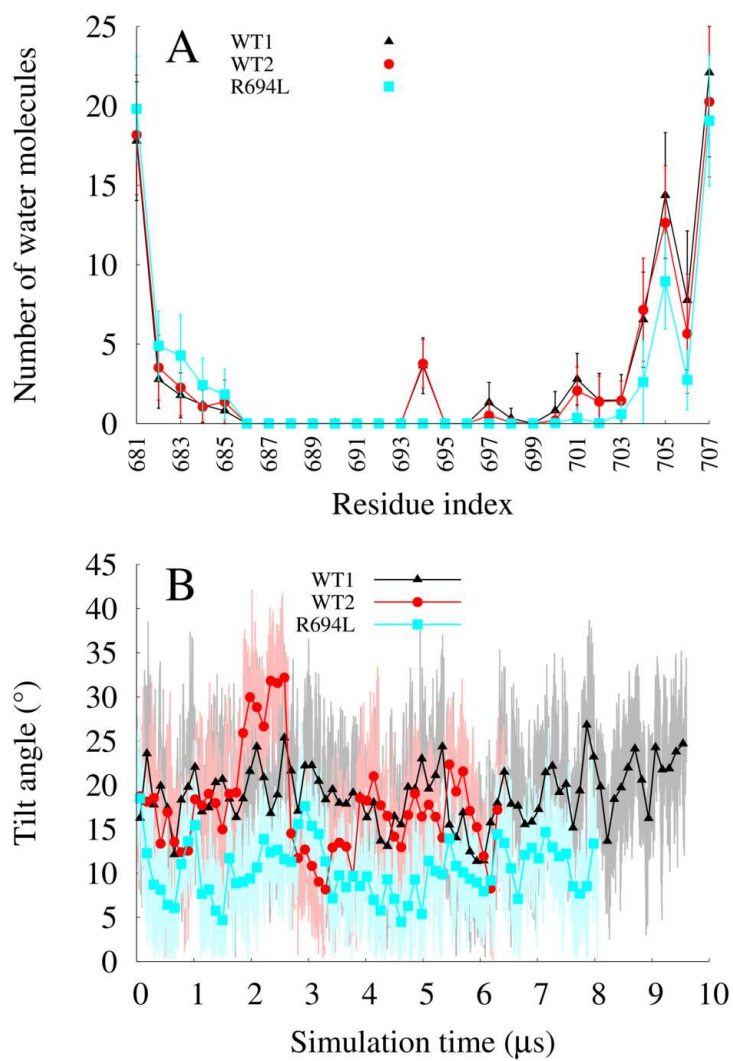 A
WT1
WT2
R694L
Number of water molecules
25
20
15
10
5
0
681
683
685
687
689
691
693
695
697
699
701
703
705
707
Residue index
B
WT1
WT2
R694L
Tilt angle (°)
45
40
35
30
25
20
15
10
5
0
0 1 2 3 4 5 6 7 8 9 10
Simulation time (μs)